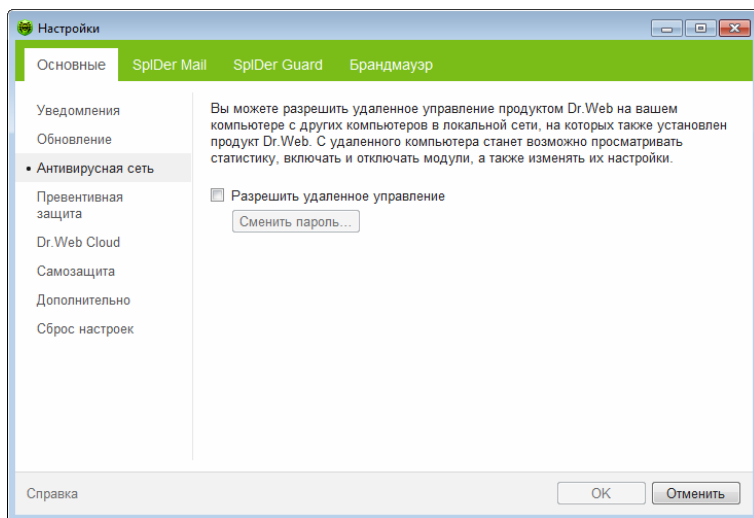 Настройки
Основные
SpIDer Mail
SpIDer Guard
Брандмауэр
Уведомления
Обновление
• Антивирусная сеть
Превентивная
защита
Dr.Web Cloud
Самозащита
Дополнительно
Сброс настроек
Вы можете разрешить удаленное управление продуктом Dr.Web на вашем
компьютере с других компьютеров в локальной сети, на которых также установлен
продукт Dr.Web. С удаленного компьютера станет возможно просматривать
статистику, включать и отключать модули, а также изменять их настройки.
Разрешить удаленное управление
Сменить пароль...
Справка
OK
Отменить